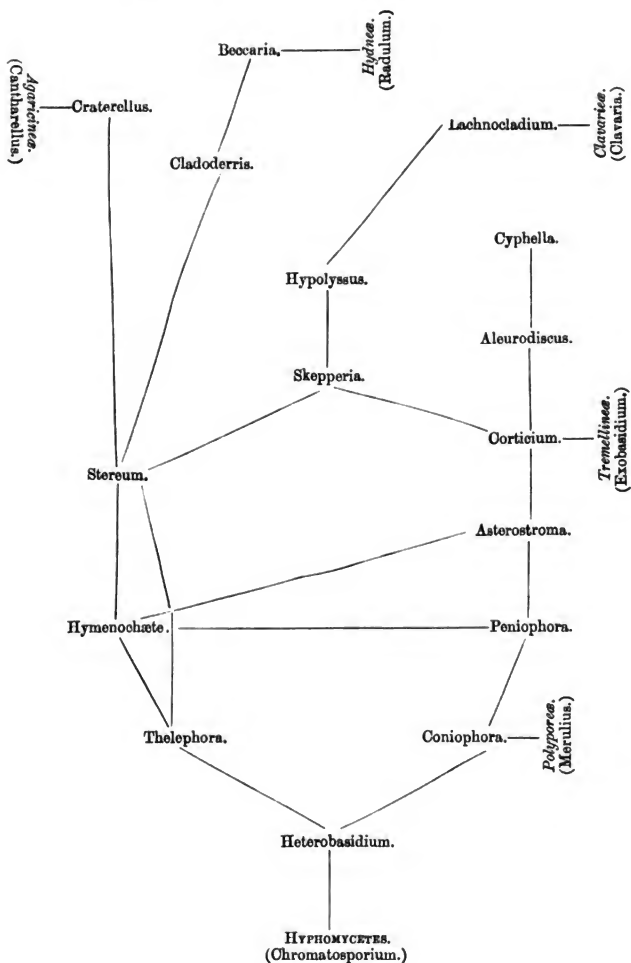 Beccaria.
Hydneæ.
(Radulum.)
Agaricineæ.
(Cantharellus.)
Craterellus.
Lachnocladium.
Clavarieæ.
(Clavaria.)
Cladoderris.
Cyphella.
Hypolyssus.
Aleurodiscus.
Skepperia.
Corticium.
Tremellineæ.
(Exobasidium.)
Stereum.
Asterostroma.
Hymenochæte.
Peniophora.
Thelephora.
Coniophora.
Polyporeæ.
(Merulius.)
Heterobasidium.
HYPHOMYCETES.
(Chromatosporium.)